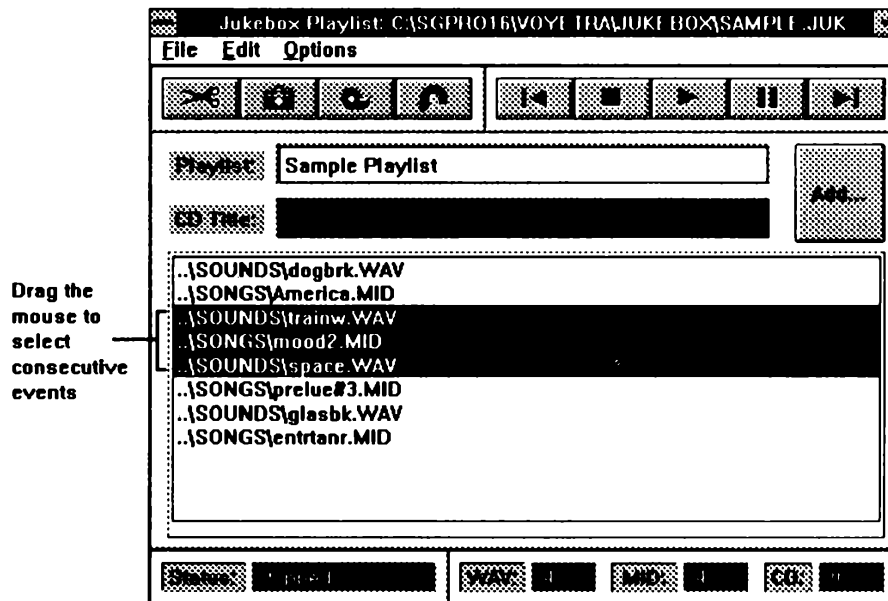 Jukebox Playlist: C:\SGPRO16\VOYETRA\JUKEBOX\SAMPLE.JUK
File Edit Options
Playlist: Sample Playlist
Add...
CD Title:
..\SOUNDS\dogbrk.WAV
..\SONGS\America.MID
..\SOUNDS\trainw.WAV
..\SONGS\mood2.MID
..\SOUNDS\space.WAV
..\SONGS\prelue#3.MID
..\SOUNDS\glasbk.WAV
..\SONGS\entrtanr.MID
Drag the
mouse to
select
consecutive
events
Status: WAV: MID: CD: